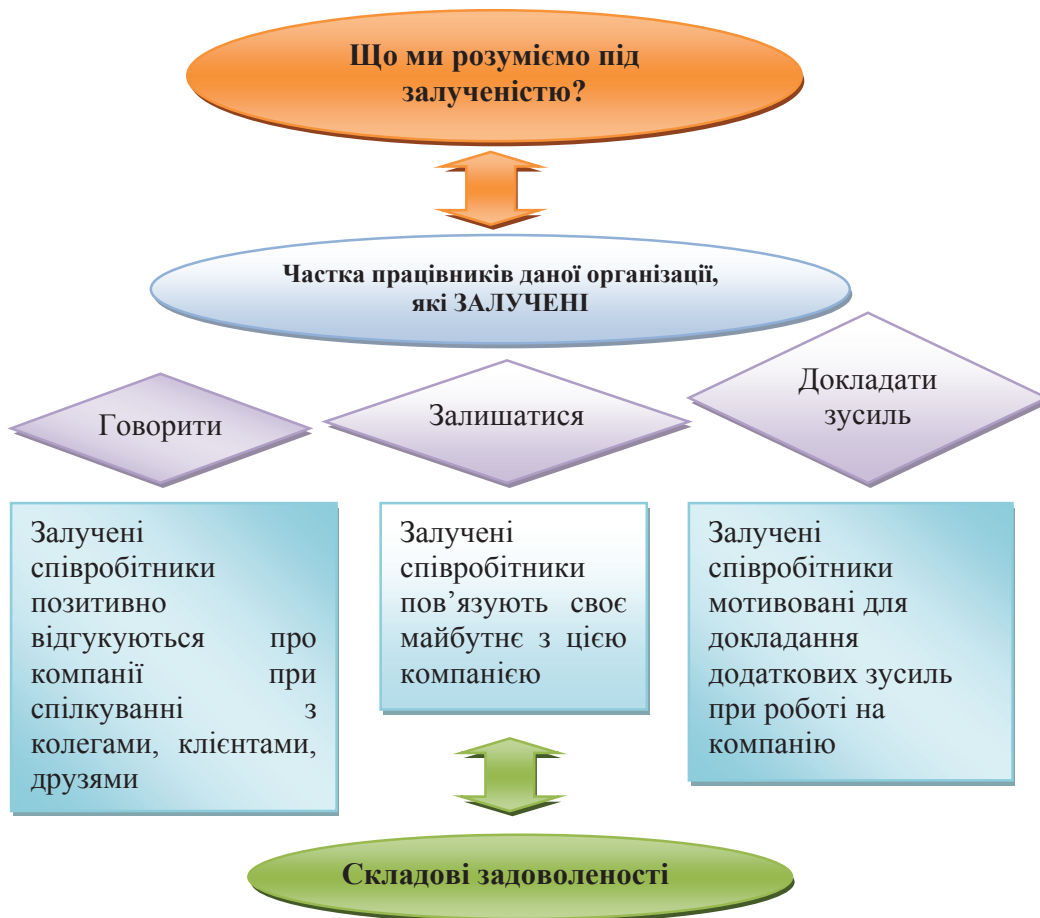 Що ми розуміємо під
залученістю?
Частка працівників даної організації,
які ЗАЛУЧЕНІ
Говорити
Залишатися
Докладати
зусиль
Залучені
співробітники
позитивно
відгукуються про
компанії при
спілкуванні з
колегами, клієнтами,
друзями
Залучені
співробітники
пов’язують своє
майбутнє з цією
компанією
Залучені
співробітники
мотивовані для
докладання
додаткових зусиль
при роботі на
компанію
Складові задоволеності